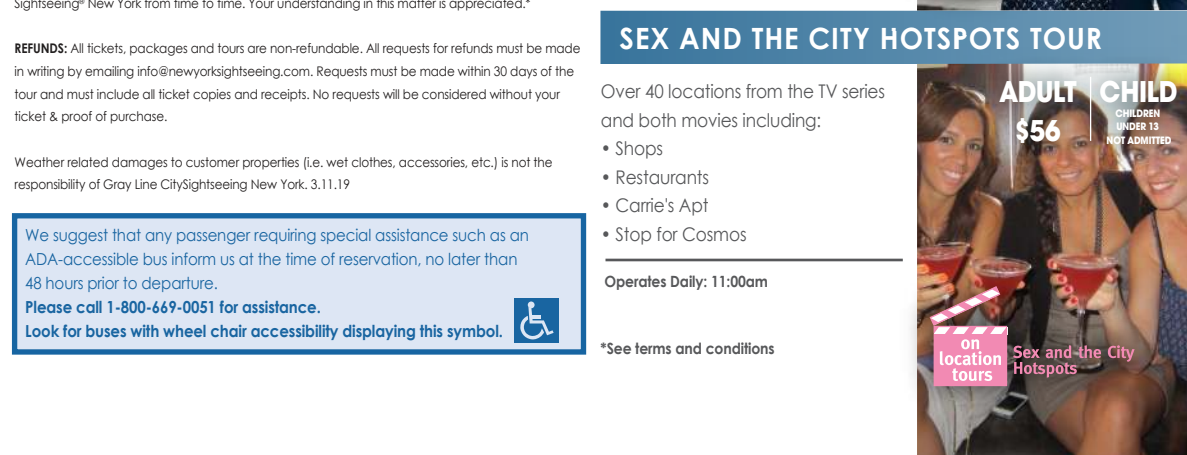 Sightseeing® New York from time to time. Your understanding in this matter is appreciated.*
REFUNDS: All tickets, packages and tours are non-refundable. All requests for refunds must be made
in writing by emailing info@newyorksightseeing.com. Requests must be made within 30 days of the
tour and must include all ticket copies and receipts. No requests will be considered without your
ticket & proof of purchase.
Weather related damages to customer properties (i.e. wet clothes, accessories, etc.) is not the
responsibility of Gray Line CitySightseeing New York. 3.11.19
We suggest that any passenger requiring special assistance such as an
ADA-accessible bus inform us at the time of reservation, no later than
48 hours prior to departure.
Please call 1-800-669-0051 for assistance.
Look for buses with wheel chair accessibility displaying this symbol.
SEX AND THE CITY HOTSPOTS TOUR
Over 40 locations from the TV series
and both movies including:
• Shops
• Restaurants
• Carrie's Apt
• Stop for Cosmos
Operates Daily: 11:00am
*See terms and conditions
ADULT
$56
CHILD
CHILDREN
UNDER 13
NOT ADMITTED
on
location
tours
Sex and the City
Hotspots